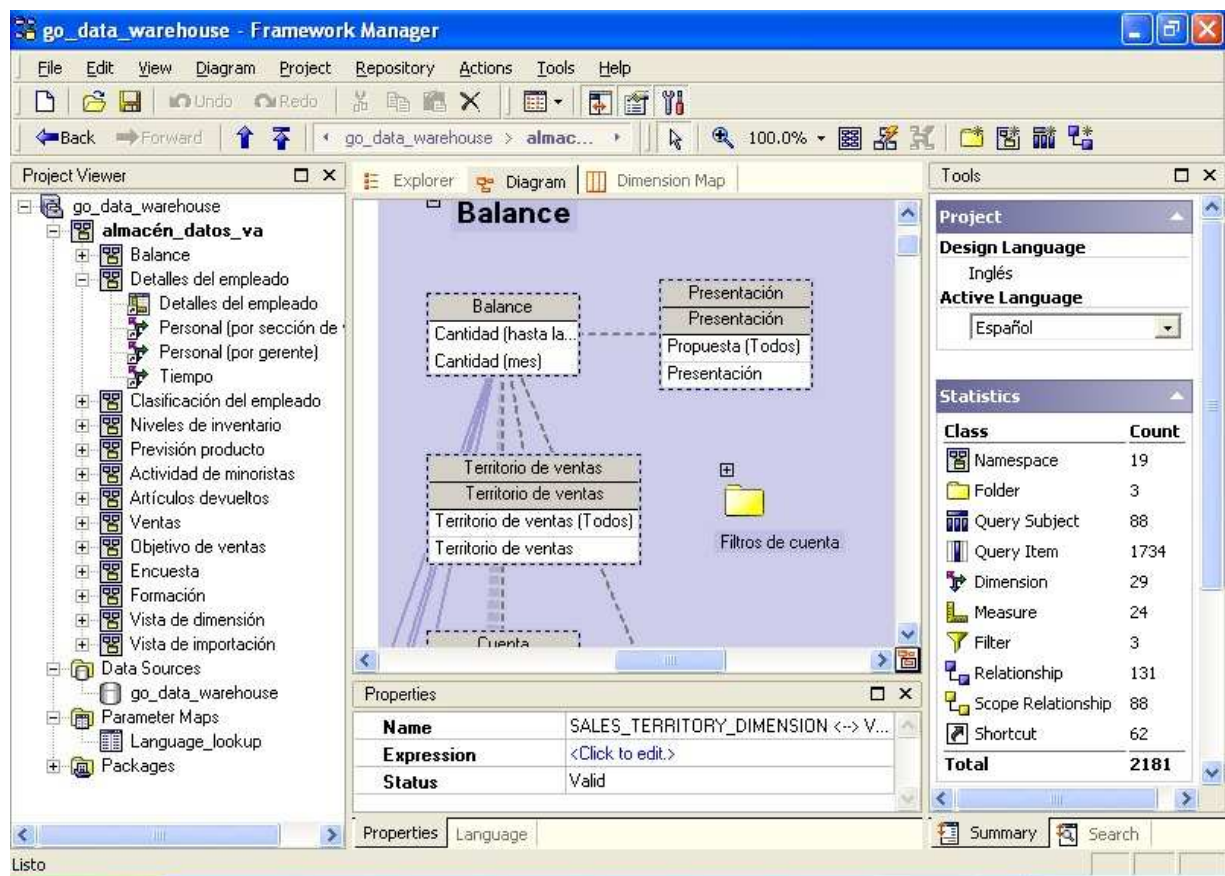 go_data_warehouse - Framework Manager
File Edit View Diagram Project Repository Actions Tools Help
Undo Redo
Back Forward go_data_warehouse > almac... 100.0%
Project Viewer
go_data_warehouse
almacén_datos_va
Balance
Detalles del empleado
Detalles del empleado
Personal (por sección de
Personal (por gerente)
Tiempo
Clasificación del empleado
Niveles de inventario
Previsión producto
Actividad de minoristas
Artículos devueltos
Ventas
Objetivo de ventas
Encuesta
Formación
Vista de dimensión
Vista de importación
Data Sources
go_data_warehouse
Parameter Maps
Language_lookup
Packages
Explorer Diagram Dimension Map
Balance
Balance
Cantidad (hasta la...
Cantidad (mes)
Presentación
Presentación
Propuesta (Todos)
Presentación
Territorio de ventas
Territorio de ventas
Territorio de ventas (Todos)
Territorio de ventas
Filtros de cuenta
Cuenta
Properties
Name SALES_TERRITORY_DIMENSION <--> V...
Expression <Click to edit.>
Status Valid
Properties Language
Tools
Project
Design Language
Inglés
Active Language
Español
Statistics
Class Count
Namespace 19
Folder 3
Query Subject 88
Query Item 1734
Dimension 29
Measure 24
Filter 3
Relationship 131
Scope Relationship 88
Shortcut 62
Total 2181
Summary Search
Listo